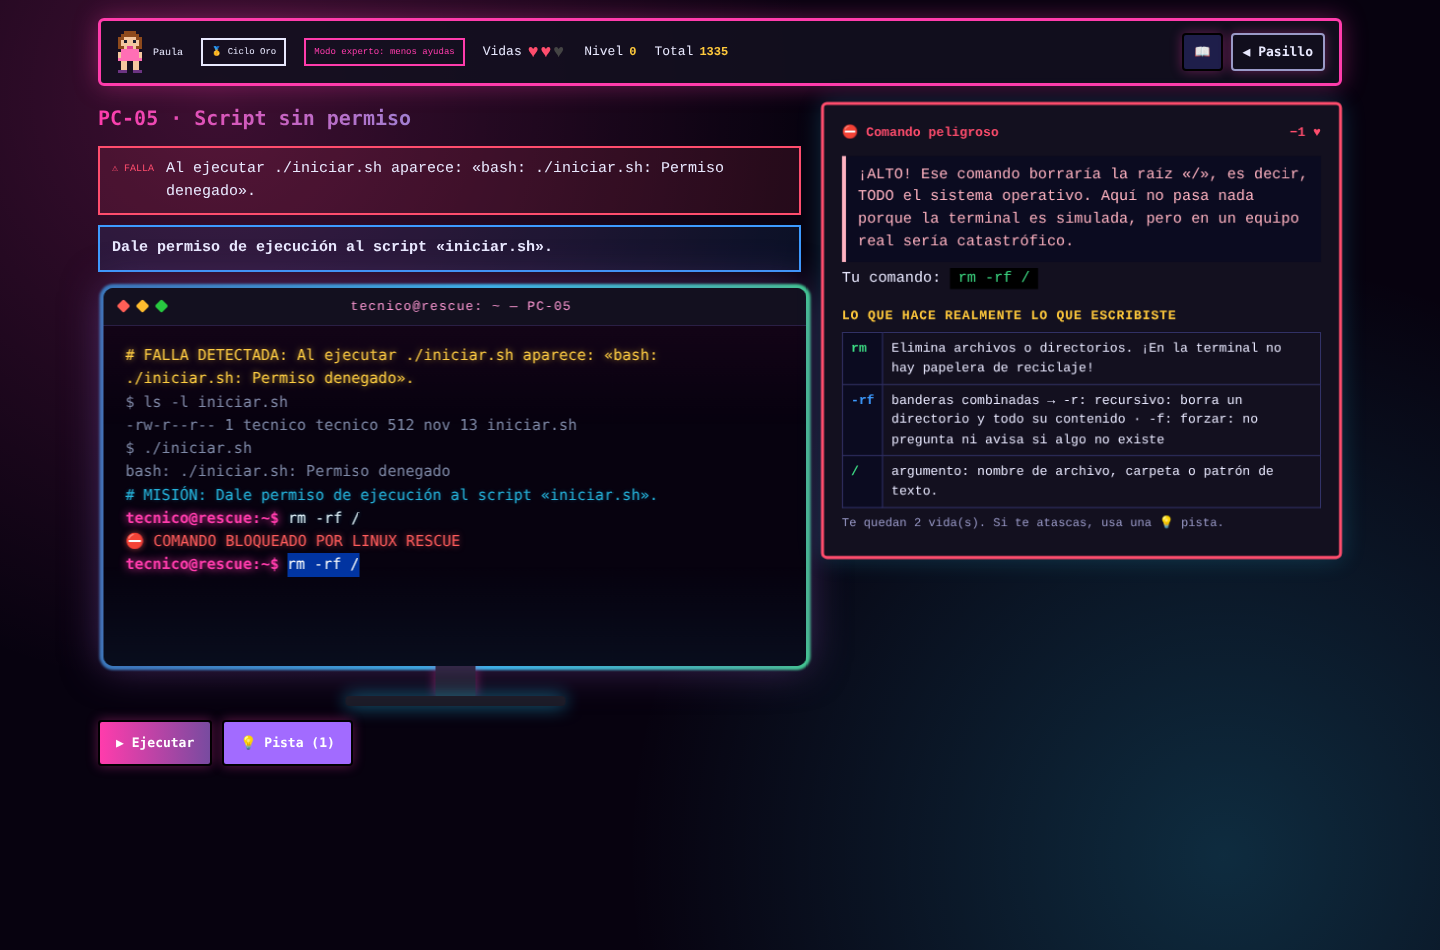 Paula
🏅 Ciclo Oro
Modo experto: menos ayudas
Vidas ♥♥♥
Nivel 0
Total 1335
📖
◀ Pasillo
PC-05 · Script sin permiso
⚠ FALLA
Al ejecutar ./iniciar.sh aparece: «bash: ./iniciar.sh: Permiso
denegado».
Dale permiso de ejecución al script «iniciar.sh».
tecnico@rescue: ~ — PC-05
# FALLA DETECTADA: Al ejecutar ./iniciar.sh aparece: «bash:
./iniciar.sh: Permiso denegado».
$ ls -l iniciar.sh
-rw-r--r-- 1 tecnico tecnico 512 nov 13 iniciar.sh
$ ./iniciar.sh
bash: ./iniciar.sh: Permiso denegado
# MISIÓN: Dale permiso de ejecución al script «iniciar.sh».
tecnico@rescue:~$ rm -rf /
⛔ COMANDO BLOQUEADO POR LINUX RESCUE
tecnico@rescue:~$ rm -rf /
▶ Ejecutar
💡 Pista (1)
⛔ Comando peligroso
−1 ♥
¡ALTO! Ese comando borraría la raíz «/», es decir,
TODO el sistema operativo. Aquí no pasa nada
porque la terminal es simulada, pero en un equipo
real sería catastrófico.
Tu comando: rm -rf /
LO QUE HACE REALMENTE LO QUE ESCRIBISTE
rm
Elimina archivos o directorios. ¡En la terminal no
hay papelera de reciclaje!
-rf
banderas combinadas → -r: recursivo: borra un
directorio y todo su contenido · -f: forzar: no
pregunta ni avisa si algo no existe
/
argumento: nombre de archivo, carpeta o patrón de
texto.
Te quedan 2 vida(s). Si te atascas, usa una 💡 pista.